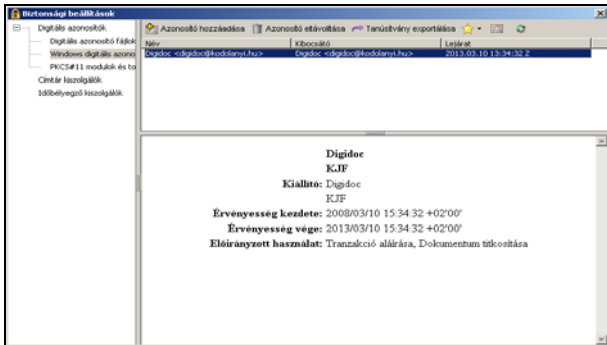 Biztonsági beállítások
Digitális azonosítók
Digitális azonosító fájlok
Windows digitális azono
PKCS#11 modulok és to
Címtár kiszolgálók
Időbélyegző kiszolgálók
Azonosító hozzáadása Azonosító eltávolítása Tanúsítvány exportálása
Név Kibocsátó Lejárat
Digidoc <digidoc@kodolanyi.hu> Digidoc <digidoc@kodolanyi.hu> 2013.03.10 13:34:32 Z
Digidoc
KJF
Kiállító: Digidoc
KJF
Érvényesség kezdete: 2008/03/10 15:34:32 +02'00'
Érvényesség vége: 2013/03/10 15:34:32 +02'00'
Előirányzott használat: Tranzakció aláírása, Dokumentum titkosítása